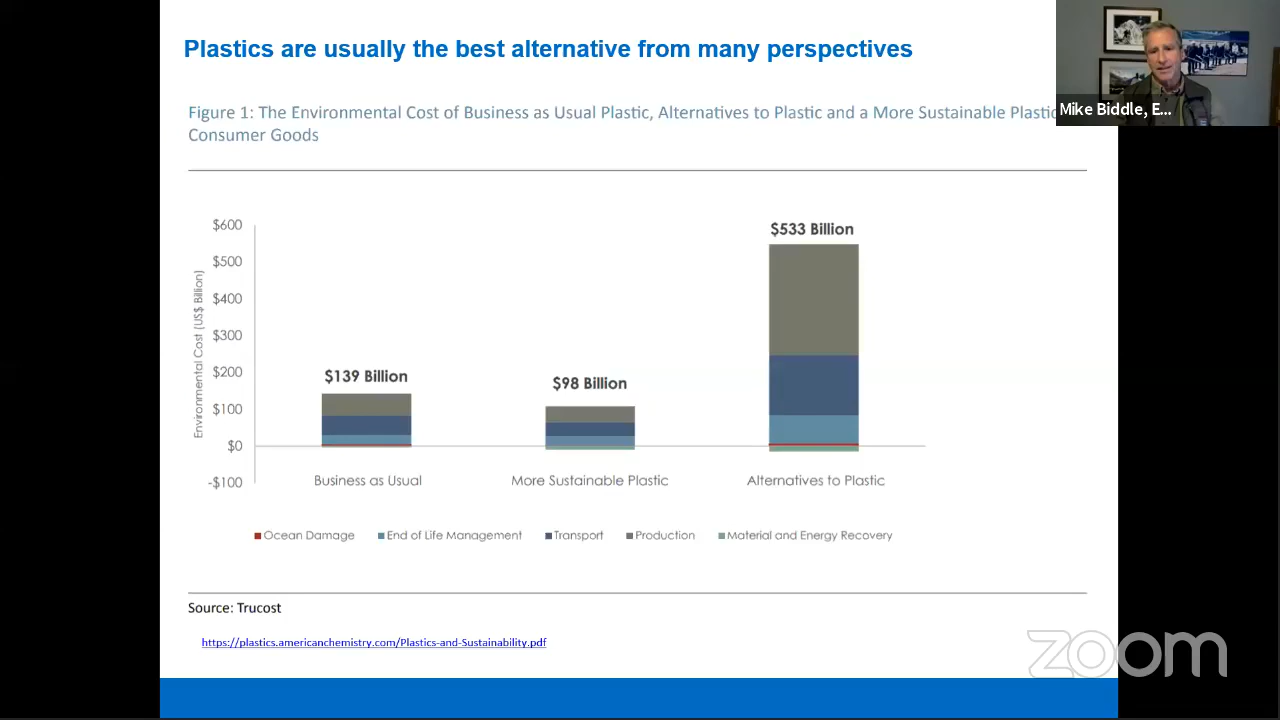 Plastics are usually the best alternative from many perspectives
Mike Biddle, E...
Figure 1: The Environmental Cost of Business as Usual Plastic, Alternatives to Plastic and a More Sustainable Plastic
Consumer Goods
Environmental Cost (US$ Billion)
$600
$500
$400
$300
$200
$100
$0
-$100
$139 Billion
$98 Billion
$533 Billion
Business as Usual
More Sustainable Plastic
Alternatives to Plastic
Ocean Damage
End of Life Management
Transport
Production
Material and Energy Recovery
Source: Trucost
https://plastics.americanchemistry.com/Plastics-and-Sustainability.pdf
zoom